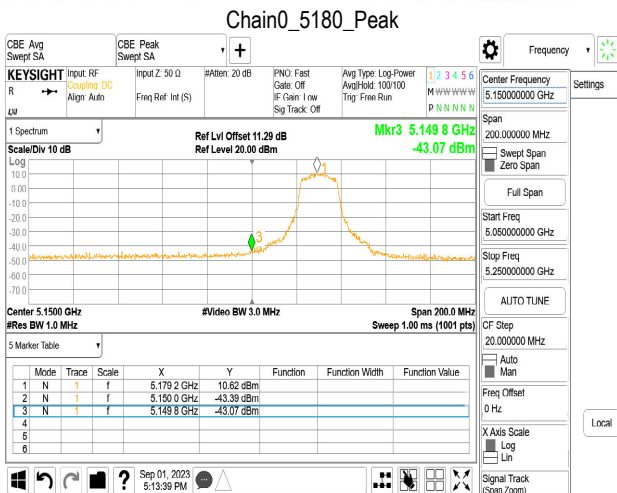 Chain0_5180_Peak
CBE Avg
Swept SA
CBE Peak
Swept SA
Frequency
KEYSIGHT
R
Input: RF
Coupling: DC
Align: Auto
Input Z: 50 Ω
Freq Ref: Int (S)
#Atten: 20 dB
PNO: Fast
Gate: Off
IF Gain: Low
Sig Track: Off
Avg Type: Log-Power
Avg|Hold: 100/100
Trig: Free Run
1 2 3 4 5 6
M W W W W W
P N N N N N
Center Frequency
5.150000000 GHz
Settings
1 Spectrum
Scale/Div 10 dB
Ref Lvl Offset 11.29 dB
Ref Level 20.00 dBm
Mkr3 5.149 8 GHz
-43.07 dBm
Log
10.0
0.00
-10.0
-20.0
-30.0
-40.0
-50.0
-60.0
-70.0
1
3
Center 5.1500 GHz
#Res BW 1.0 MHz
#Video BW 3.0 MHz
Span 200.0 MHz
Sweep 1.00 ms (1001 pts)
Span
200.000000 MHz
Swept Span
Zero Span
Full Span
Start Freq
5.050000000 GHz
Stop Freq
5.250000000 GHz
AUTO TUNE
CF Step
20.000000 MHz
Auto
Man
Freq Offset
0 Hz
X Axis Scale
Log
Lin
Signal Track
(Span Zoom)
Local
5 Marker Table
Mode Trace Scale X Y Function Function Width Function Value
1 N 1 f 5.179 2 GHz 10.62 dBm
2 N 1 f 5.150 0 GHz -43.39 dBm
3 N 1 f 5.149 8 GHz -43.07 dBm
4
5
6
?
Sep 01, 2023
5:13:39 PM